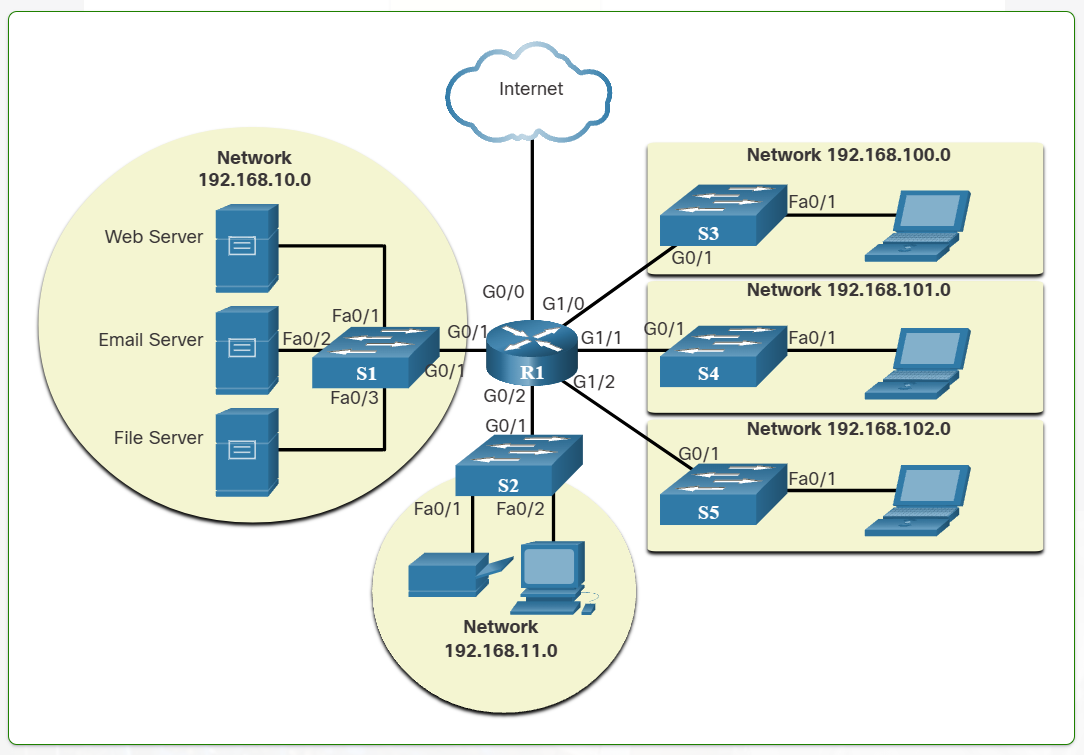 Internet
Network
192.168.10.0
Web Server
Email Server
File Server
Fa0/1
Fa0/2
Fa0/3
S1
G0/1
G0/1
G0/0
G1/0
G1/1
G1/2
G0/2
R1
Network 192.168.100.0
S3
G0/1
Fa0/1
Network 192.168.101.0
G0/1
S4
Fa0/1
Network 192.168.102.0
G0/1
S5
Fa0/1
G0/1
S2
Fa0/1
Fa0/2
Network
192.168.11.0